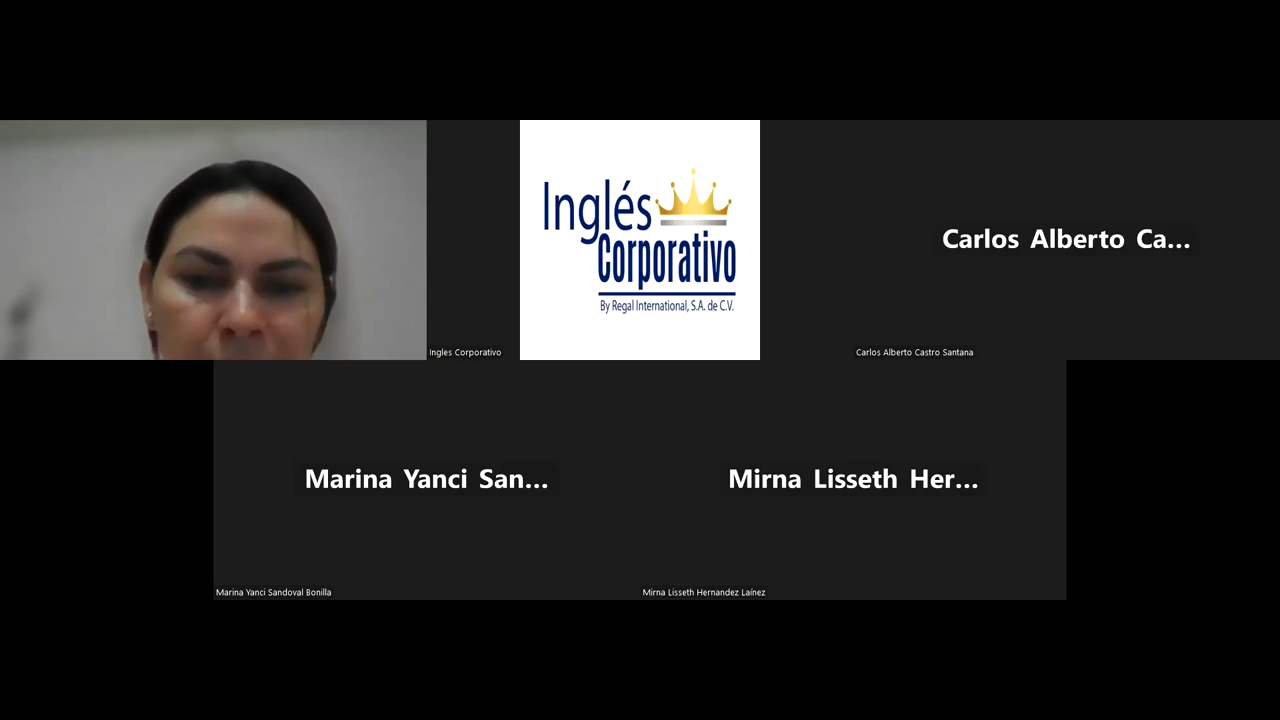 Inglés
Corporativo
By Regal International, S.A. de C.V.
Carlos Alberto Ca...
Ingles Corporativo
Carlos Alberto Castro Santana
Marina Yanci San...
Mirna Lisseth Her...
Marina Yanci Sandoval Bonilla
Mirna Lisseth Hernandez Laínez